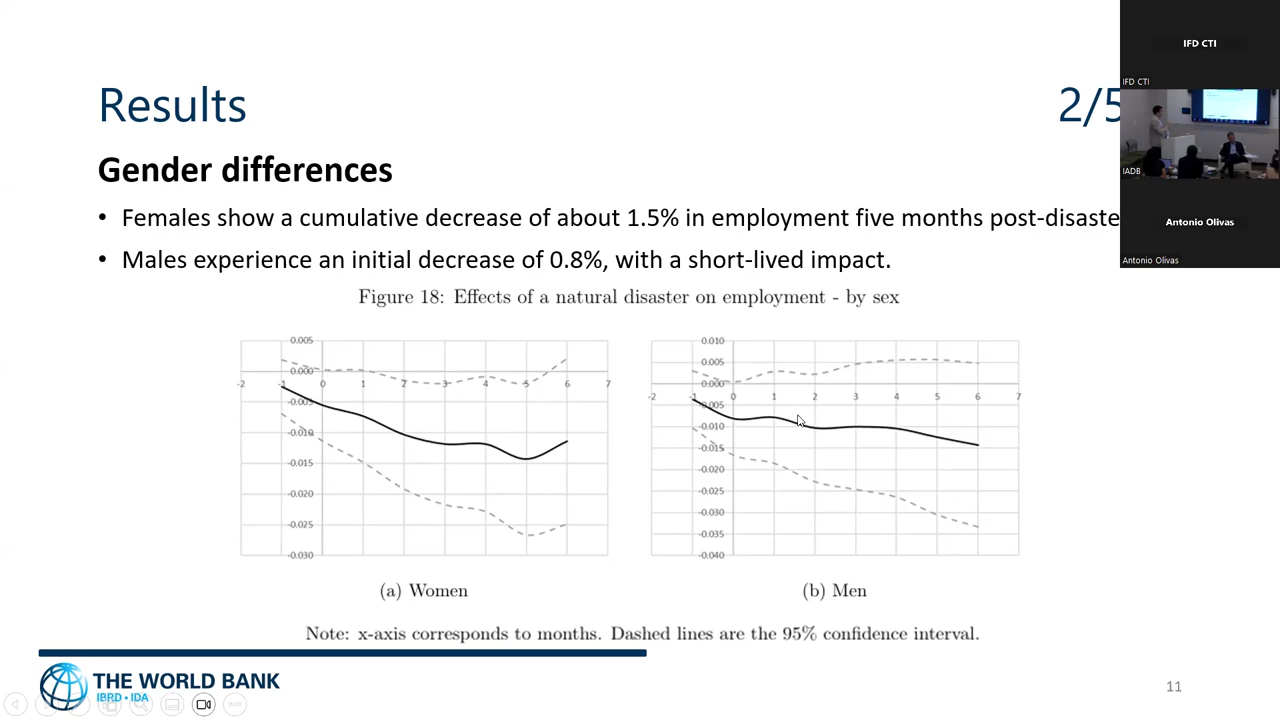 IFD CTI
IFD CTI
Results
2/5
Gender differences
• Females show a cumulative decrease of about 1.5% in employment five months post-disaste
• Males experience an initial decrease of 0.8%, with a short-lived impact.
IADB
Antonio Olivas
Antonio Olivas
Figure 18: Effects of a natural disaster on employment - by sex
0.005
0.000
-2 -1 0 1 2 3 4 5 6 7
-0.005
-0.010
-0.015
-0.020
-0.025
-0.030
(a) Women
0.010
0.005
0.000
-2 -1 0 1 2 3 4 5 6 7
-0.005
-0.010
-0.015
-0.020
-0.025
-0.030
-0.035
-0.040
(b) Men
Note: x-axis corresponds to months. Dashed lines are the 95% confidence interval.
THE WORLD BANK
IBRD • IDA
11